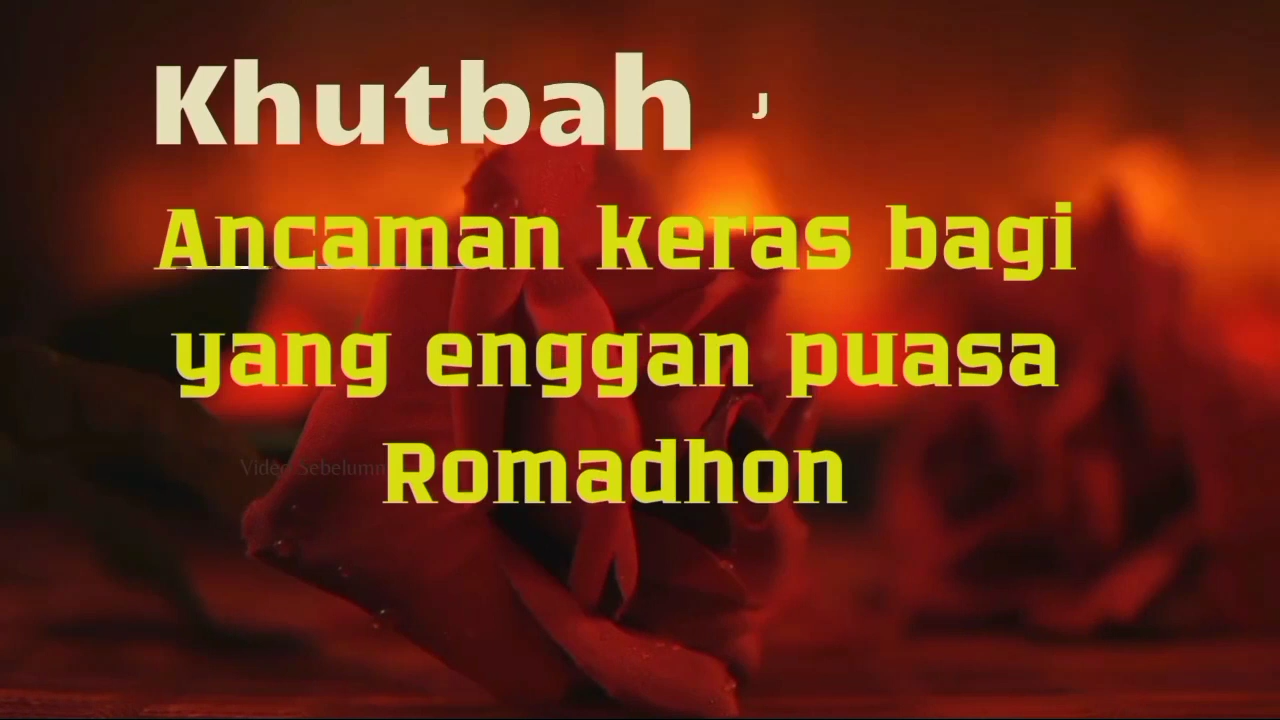 Khutbah J
Ancaman keras bagi
yang enggan puasa
Romadhon